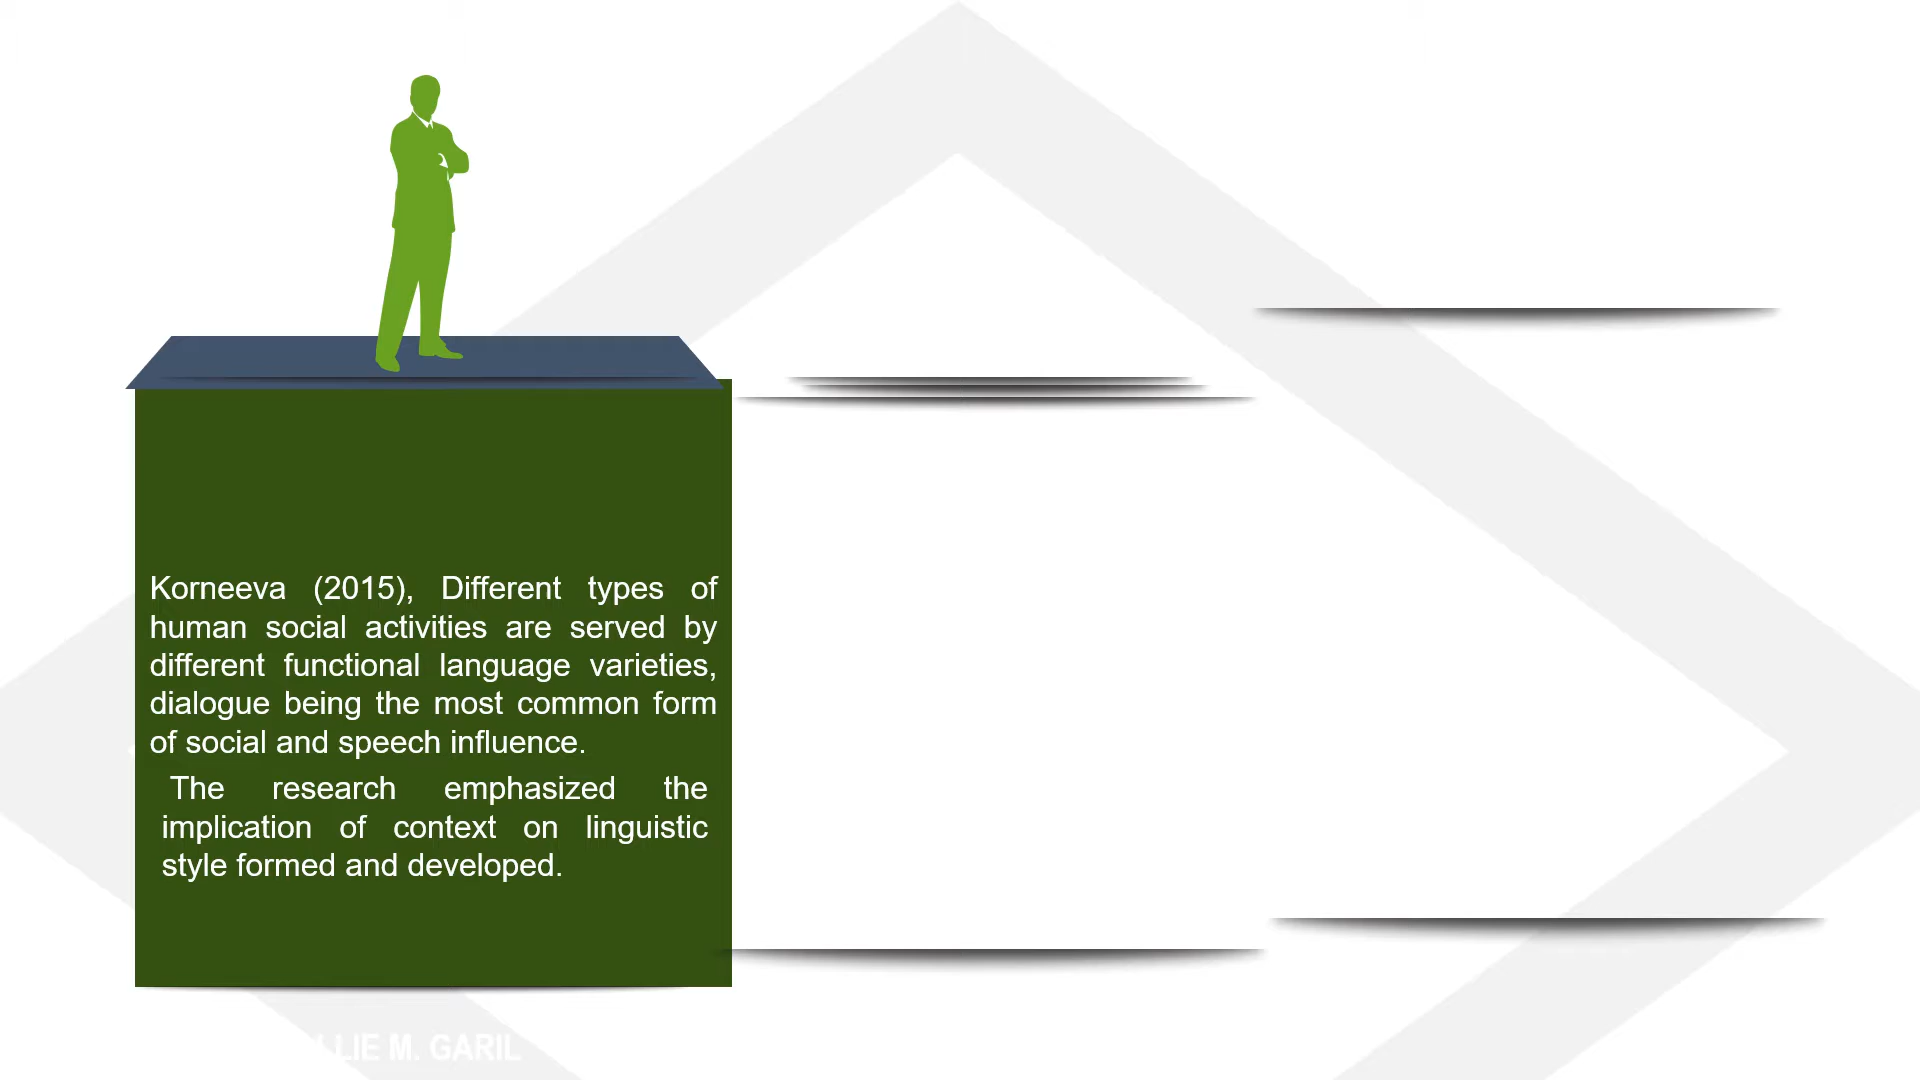 Korneeva (2015), Different types of
human social activities are served by
different functional language varieties,
dialogue being the most common form
of social and speech influence.
The research emphasized the
implication of context on linguistic
style formed and developed.
M. GARIL